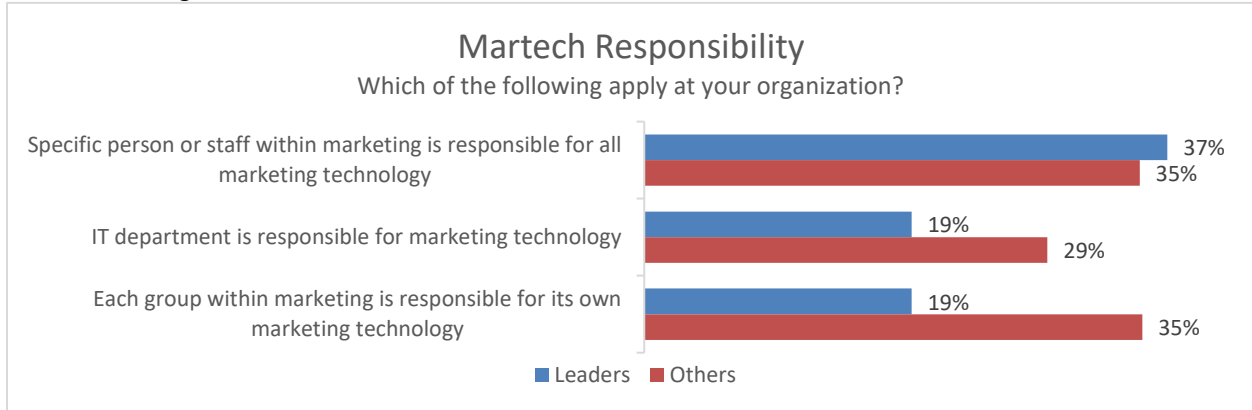 Martech Responsibility
Which of the following apply at your organization?
Specific person or staff within marketing is responsible for all
marketing technology
37%
35%
IT department is responsible for marketing technology
19%
29%
Each group within marketing is responsible for its own
marketing technology
19%
35%
Leaders
Others